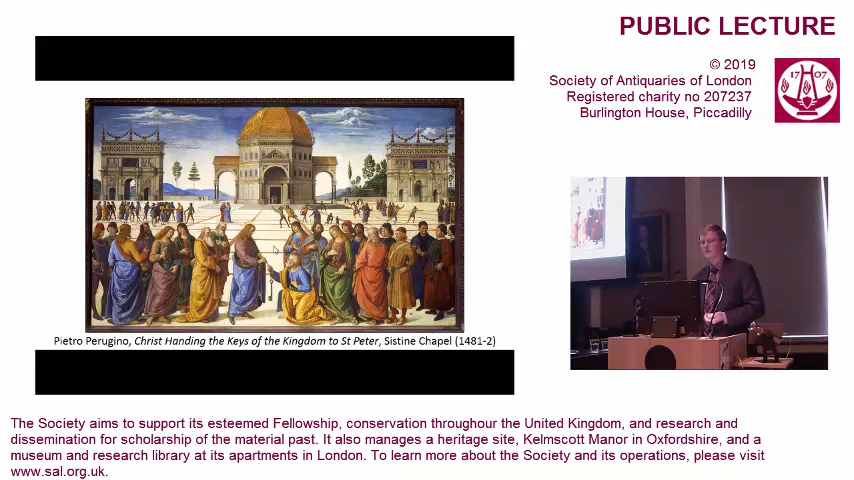 PUBLIC LECTURE
© 2019
Society of Antiquaries of London
Registered charity no 207237
Burlington House, Piccadilly
17 07
Pietro Perugino, Christ Handing the Keys of the Kingdom to St Peter, Sistine Chapel (1481-2)
The Society aims to support its esteemed Fellowship, conservation throughour the United Kingdom, and research and
dissemination for scholarship of the material past. It also manages a heritage site, Kelmscott Manor in Oxfordshire, and a
museum and research library at its apartments in London. To learn more about the Society and its operations, please visit
www.sal.org.uk.